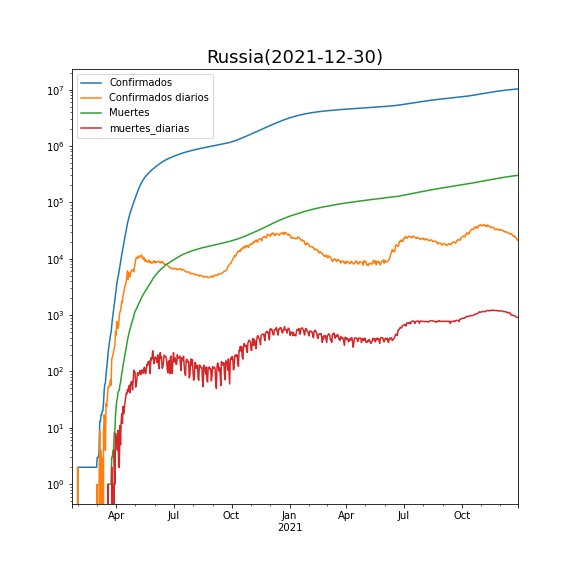 Russia(2021-12-30)
Confirmados
Confirmados diarios
Muertes
muertes_diarias
10^7
10^6
10^5
10^4
10^3
10^2
10^1
10^0
Apr Jul Oct Jan Apr Jul Oct
2021